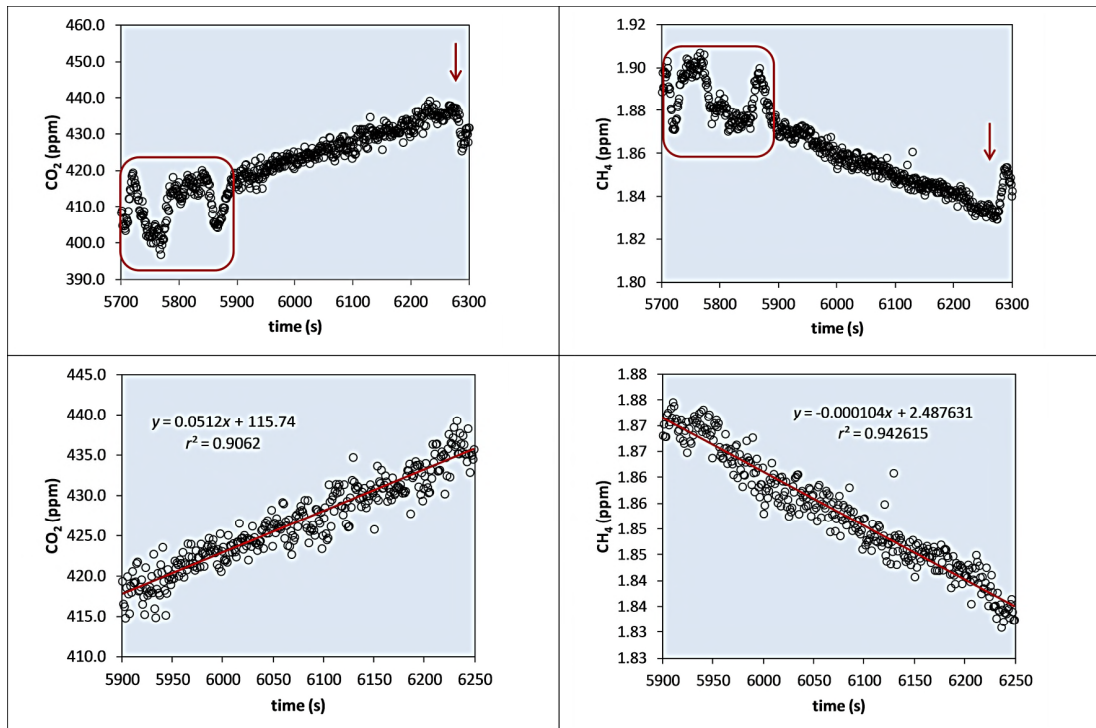 460.0
450.0
440.0
430.0
420.0
410.0
400.0
390.0
CO₂ (ppm)
5700 5800 5900 6000 6100 6200 6300
time (s)
1.92
1.90
1.88
1.86
1.84
1.82
1.80
CH₄ (ppm)
5700 5800 5900 6000 6100 6200 6300
time (s)
445.0
440.0
435.0
430.0
425.0
420.0
415.0
410.0
CO₂ (ppm)
y = 0.0512x + 115.74
r² = 0.9062
5900 5950 6000 6050 6100 6150 6200 6250
time (s)
1.88
1.88
1.87
1.87
1.86
1.86
1.85
1.85
1.84
1.84
1.83
1.83
CH₄ (ppm)
y = -0.000104x + 2.487631
r² = 0.942615
5900 5950 6000 6050 6100 6150 6200 6250
time (s)